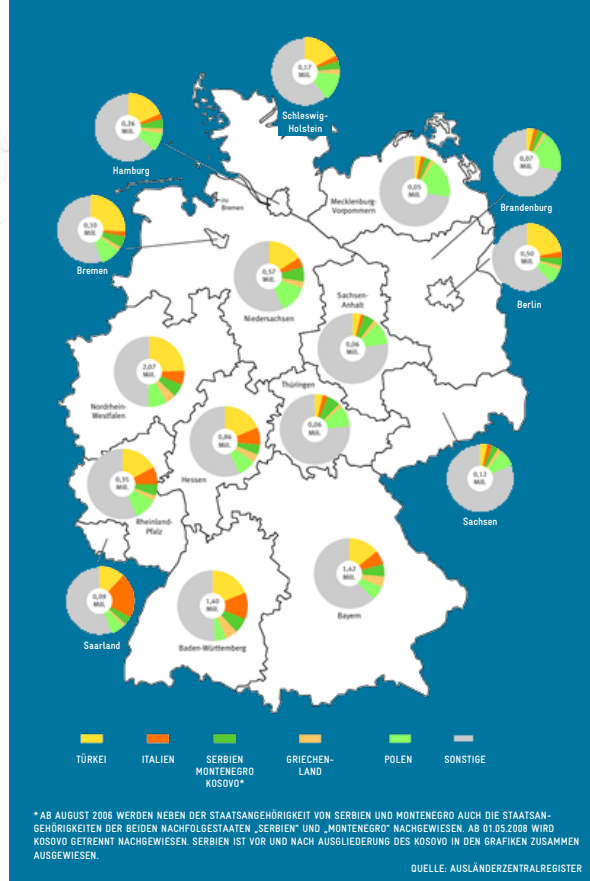 0,17
Mill.
Schleswig-
Holstein
0,26
Mill.
Hamburg
0,07
Mill.
Brandenburg
0,05
Mill.
Mecklenburg-
Vorpommern
zu
Bremen
0,10
Mill.
Bremen
0,50
Mill.
Berlin
0,57
Mill.
Niedersachsen
Sachsen-
Anhalt
0,06
Mill.
2,07
Mill.
Nordrhein-
Westfalen
Thüringen
0,06
Mill.
0,86
Mill.
Hessen
0,12
Mill.
Sachsen
0,35
Mill.
Rheinland-
Pfalz
1,42
Mill.
Bayern
0,09
Mill.
Saarland
1,40
Mill.
Baden-Württemberg
TÜRKEI
ITALIEN
SERBIEN
MONTENEGRO
KOSOVO*
GRIECHEN-
LAND
POLEN
SONSTIGE
* AB AUGUST 2006 WERDEN NEBEN DER STAATSANGEHÖRIGKEIT VON SERBIEN UND MONTENEGRO AUCH DIE STAATSAN-
GEHÖRIGKEITEN DER BEIDEN NACHFOLGESTAATEN „SERBIEN" UND „MONTENEGRO" NACHGEWIESEN. AB 01.05.2008 WIRD
KOSOVO GETRENNT NACHGEWIESEN. SERBIEN IST VOR UND NACH AUSGLIEDERUNG DES KOSOVO IN DEN GRAFIKEN ZUSAMMEN
AUSGEWIESEN.
QUELLE: AUSLÄNDERZENTRALREGISTER